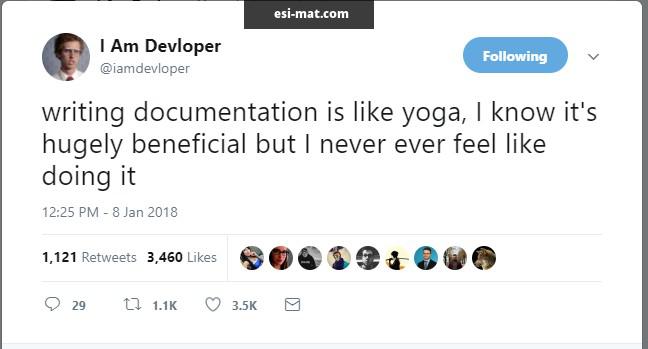 esi-mat.com
I Am Devloper
@iamdevloper
Following
writing documentation is like yoga, I know it's
hugely beneficial but I never ever feel like
doing it
12:25 PM - 8 Jan 2018
1,121 Retweets 3,460 Likes
29 1.1K 3.5K